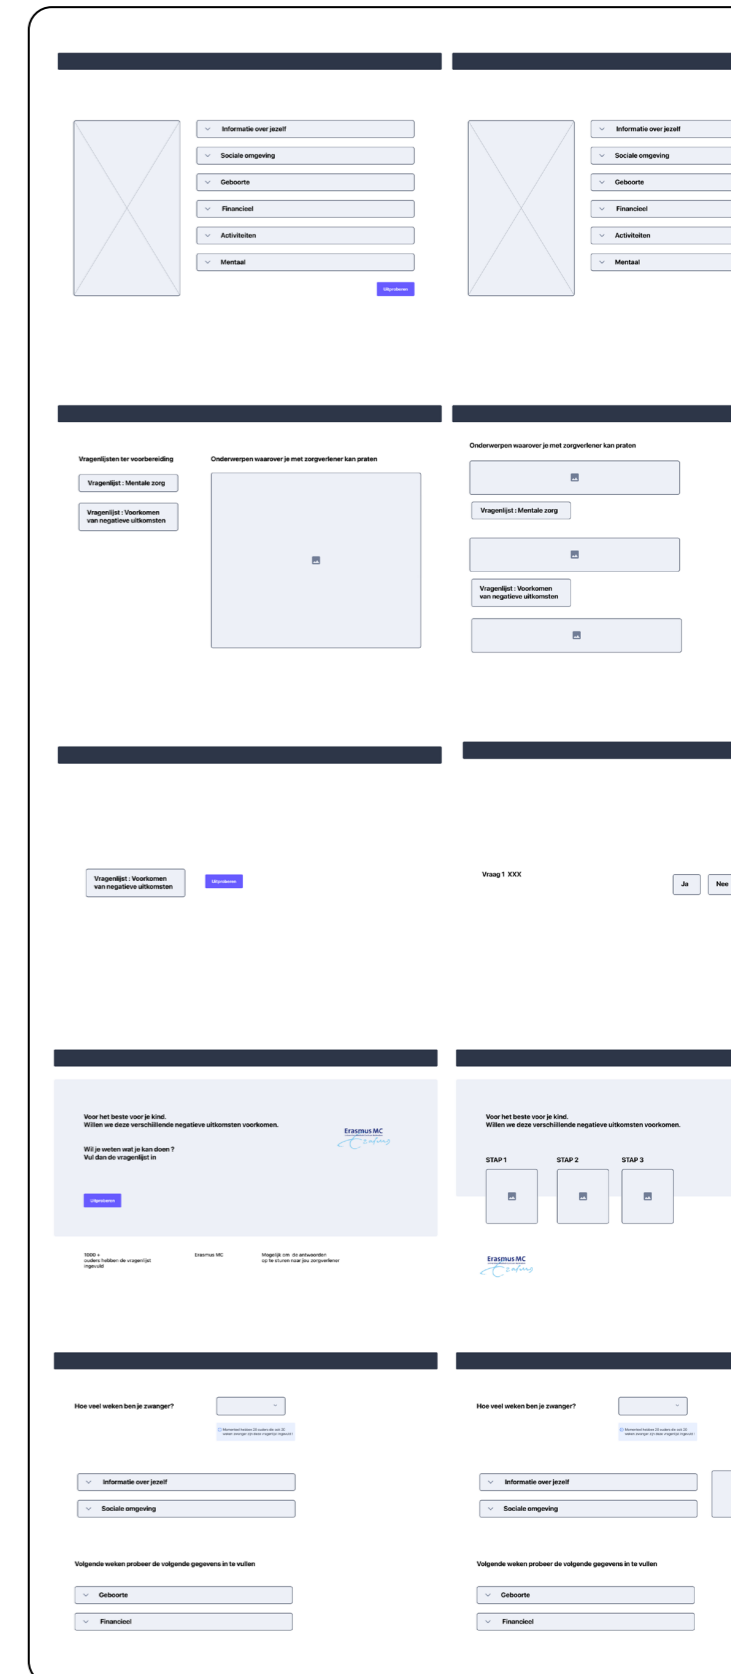 Informatie over jezelf
Sociale omgeving
Geboorte
Financieel
Activiteiten
Mentaal
Uitproberen
Informatie over jezelf
Sociale omgeving
Geboorte
Financieel
Activiteiten
Mentaal
Vragenlijsten ter voorbereiding
Vragenlijst : Mentale zorg
Vragenlijst : Voorkomen
van negatieve uitkomsten
Onderwerpen waarover je met zorgverlener kan praten
Onderwerpen waarover je met zorgverlener kan praten
Vragenlijst : Mentale zorg
Vragenlijst : Voorkomen
van negatieve uitkomsten
Vragenlijst : Voorkomen
van negatieve uitkomsten
Uitproberen
Vraag 1 XXX
Ja
Nee
Voor het beste voor je kind.
Willen we deze verschillende negatieve uitkomsten voorkomen.
Wil je weten wat je kan doen ?
Vul dan de vragenlijst in
Erasmus MC
Erasmus
Uitproberen
1000 +
ouders hebben de vragenlijst
ingevuld
Erasmus MC
Mogelijk om de antwoorden
op te sturen naar jou zorgverlener
Voor het beste voor je kind.
Willen we deze verschillende negatieve uitkomsten voorkomen.
STAP 1
STAP 2
STAP 3
Erasmus MC
Erasmus
Hoe veel weken ben je zwanger?
Informatie over jezelf
Sociale omgeving
Volgende weken probeer de volgende gegevens in te vullen
Geboorte
Financieel
Hoe veel weken ben je zwanger?
Informatie over jezelf
Sociale omgeving
Volgende weken probeer de volgende gegevens in te vullen
Geboorte
Financieel